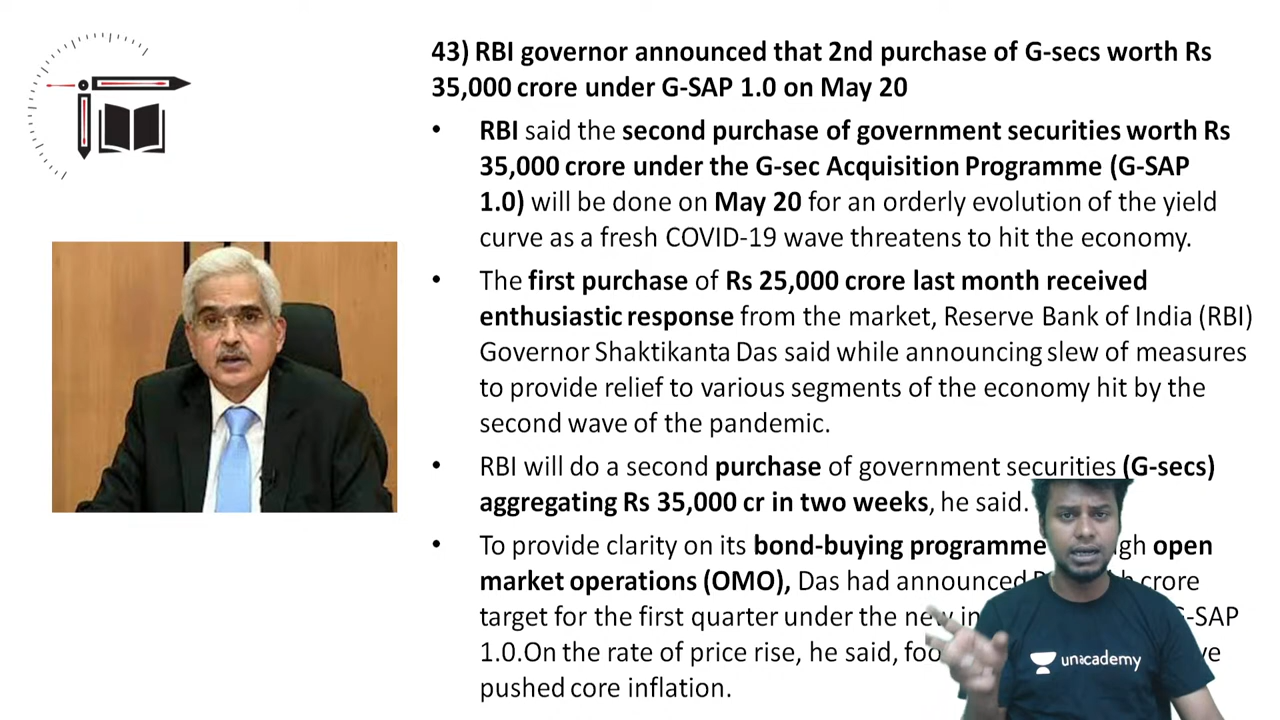 43) RBI governor announced that 2nd purchase of G-secs worth Rs
35,000 crore under G-SAP 1.0 on May 20
• RBI said the second purchase of government securities worth Rs
35,000 crore under the G-sec Acquisition Programme (G-SAP
1.0) will be done on May 20 for an orderly evolution of the yield
curve as a fresh COVID-19 wave threatens to hit the economy.
• The first purchase of Rs 25,000 crore last month received
enthusiastic response from the market, Reserve Bank of India (RBI)
Governor Shaktikanta Das said while announcing slew of measures
to provide relief to various segments of the economy hit by the
second wave of the pandemic.
• RBI will do a second purchase of government securities (G-secs)
aggregating Rs 35,000 cr in two weeks, he said.
• To provide clarity on its bond-buying programme open
market operations (OMO), Das had announced crore
target for the first quarter under the new G-SAP
1.0.On the rate of price rise, he said,
pushed core inflation.
unacademy